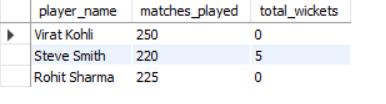 player_name matches_played total_wickets
Virat Kohli 250 0
Steve Smith 220 5
Rohit Sharma 225 0